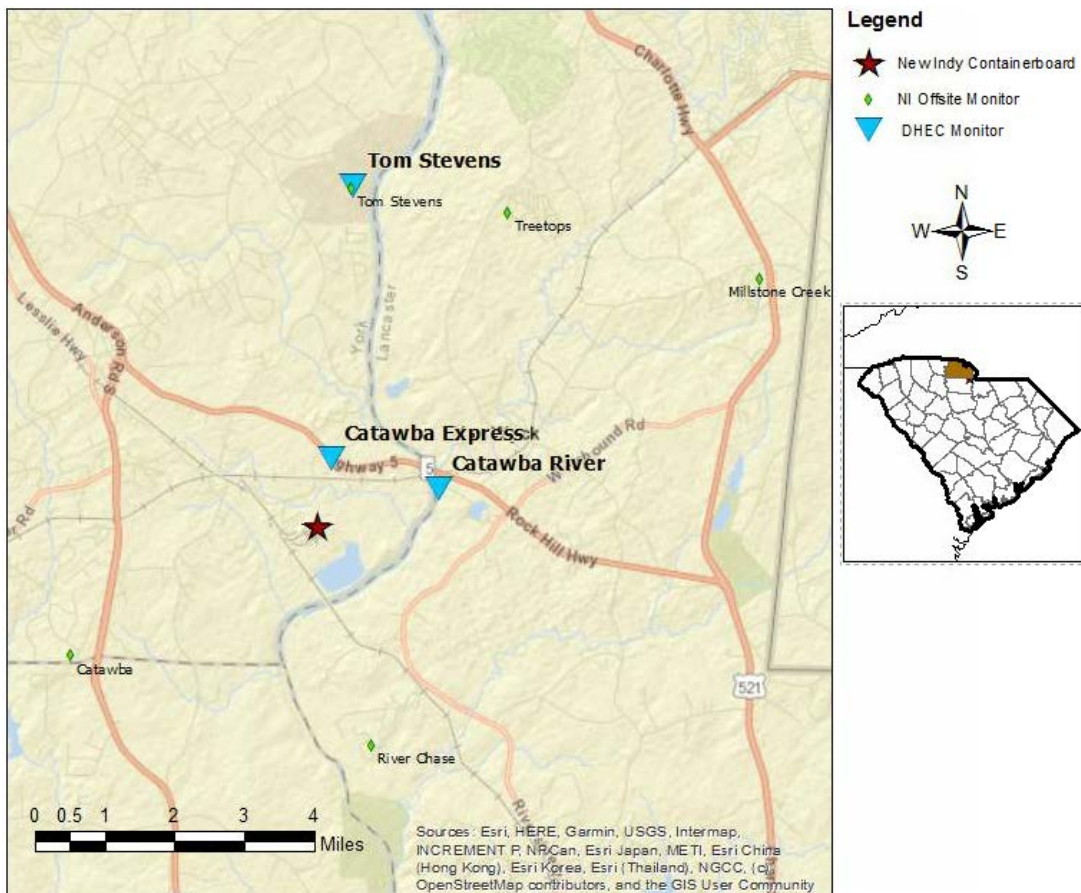 Legend
New Indy Containerboard
NI Offsite Monitor
DHEC Monitor
N
W
E
S
Charlotte Hwy
Tom Stevens
Tom Stevens
Treetops
Millstone Creek
Anderson Rd S
Lesslie Hwy
York
Lancaster
Catawba Express
ighway 5
5
Catawba River
Rock Hill Hwy
521
Catawba
River Chase
0 0.5 1 2 3 4
Miles
Sources: Esri, HERE, Garmin, USGS, Intermap,
INCREMENT P, NRCan, Esri Japan, METI, Esri China
(Hong Kong), Esri Korea, Esri (Thailand), NGCC, (c)
OpenStreetMap contributors, and the GIS User Community